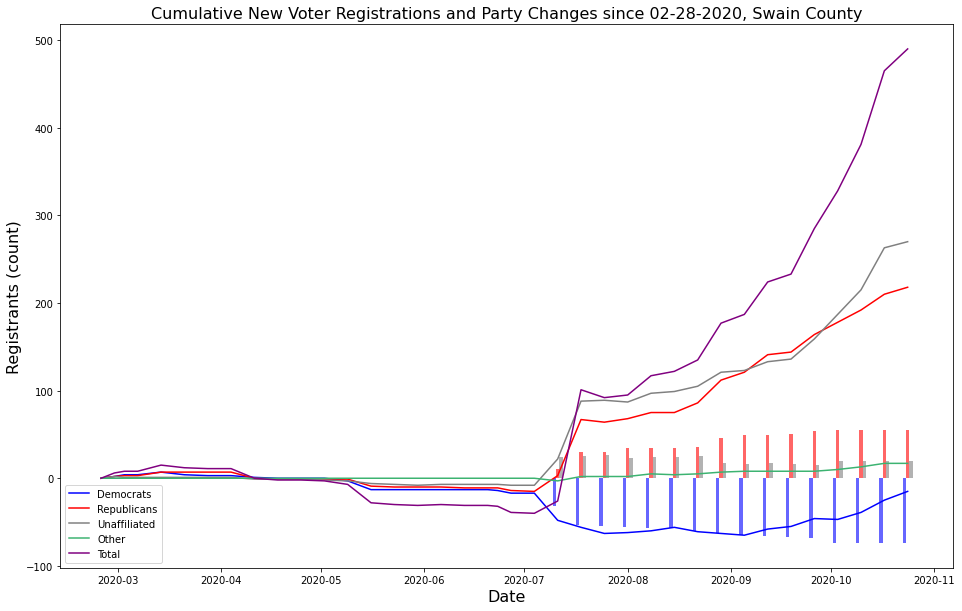 Cumulative New Voter Registrations and Party Changes since 02-28-2020, Swain County
Registrants (count)
500
400
300
200
100
0
−100
Democrats
Republicans
Unaffiliated
Other
Total
2020-03
2020-04
2020-05
2020-06
2020-07
2020-08
2020-09
2020-10
2020-11
Date